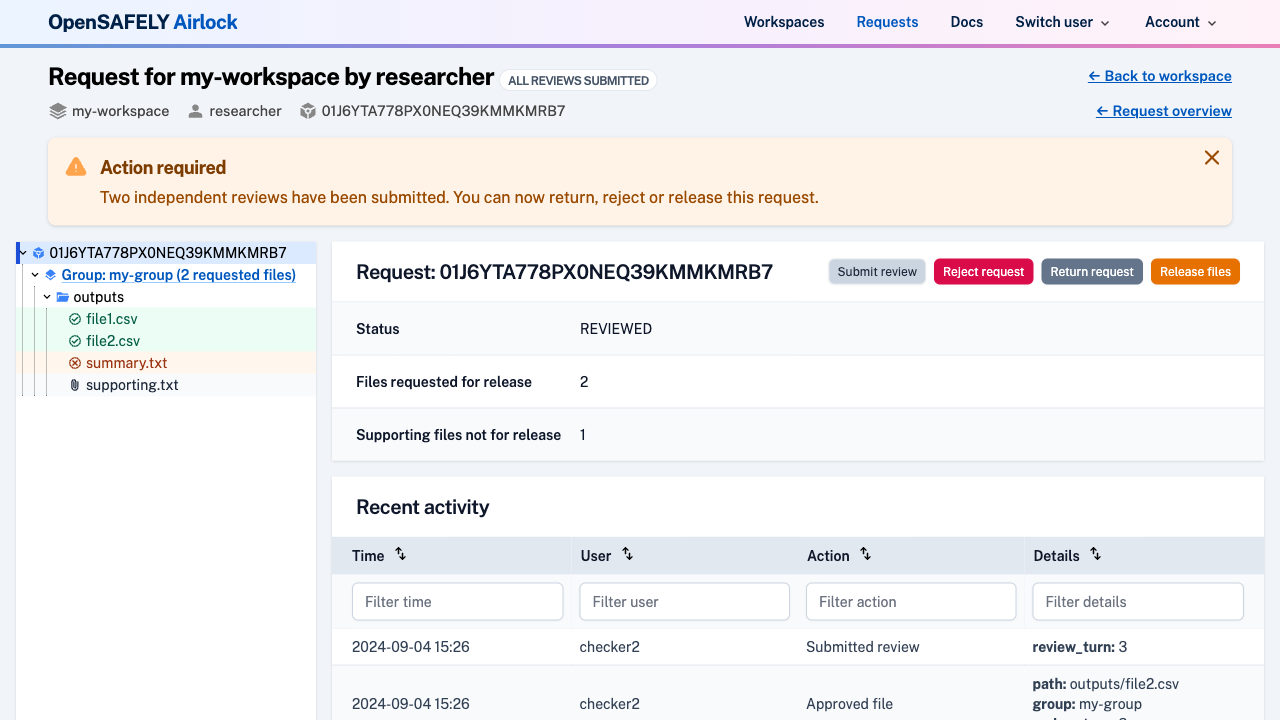 OpenSAFELY Airlock
Workspaces Requests Docs Switch user Account
Request for my-workspace by researcher ALL REVIEWS SUBMITTED
← Back to workspace
my-workspace researcher 01J6YTA778PX0NEQ39KMMKMRB7
← Request overview
Action required
Two independent reviews have been submitted. You can now return, reject or release this request.
01J6YTA778PX0NEQ39KMMKMRB7
Group: my-group (2 requested files)
outputs
file1.csv
file2.csv
summary.txt
supporting.txt
Request: 01J6YTA778PX0NEQ39KMMKMRB7
Submit review Reject request Return request Release files
Status REVIEWED
Files requested for release 2
Supporting files not for release 1
Recent activity
Time User Action Details
Filter time Filter user Filter action Filter details
2024-09-04 15:26 checker2 Submitted review review_turn: 3
path: outputs/file2.csv
2024-09-04 15:26 checker2 Approved file group: my-group